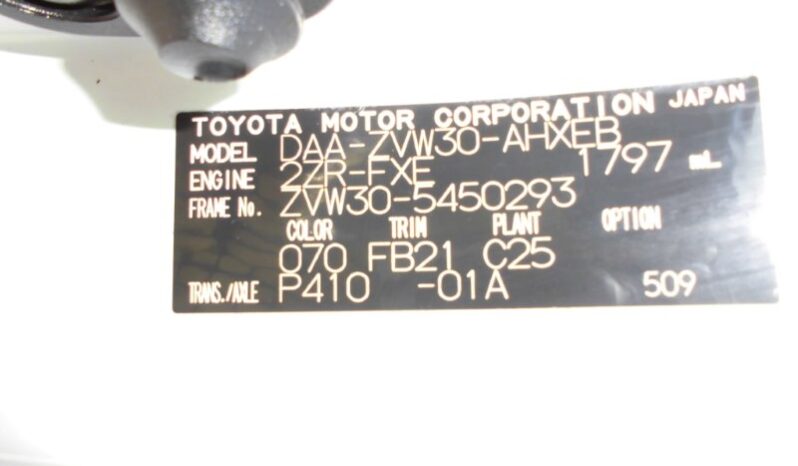 TOYOTA MOTOR CORPORATION JAPAN
MODEL DAA-ZVW30-AHXEB
ENGINE 2ZR-FXE 1797 mL
FRAME No. ZVW30-5450293
COLOR TRIM PLANT OPTION
070 FB21 C25
TRANS./AXLE P410 -01A 509